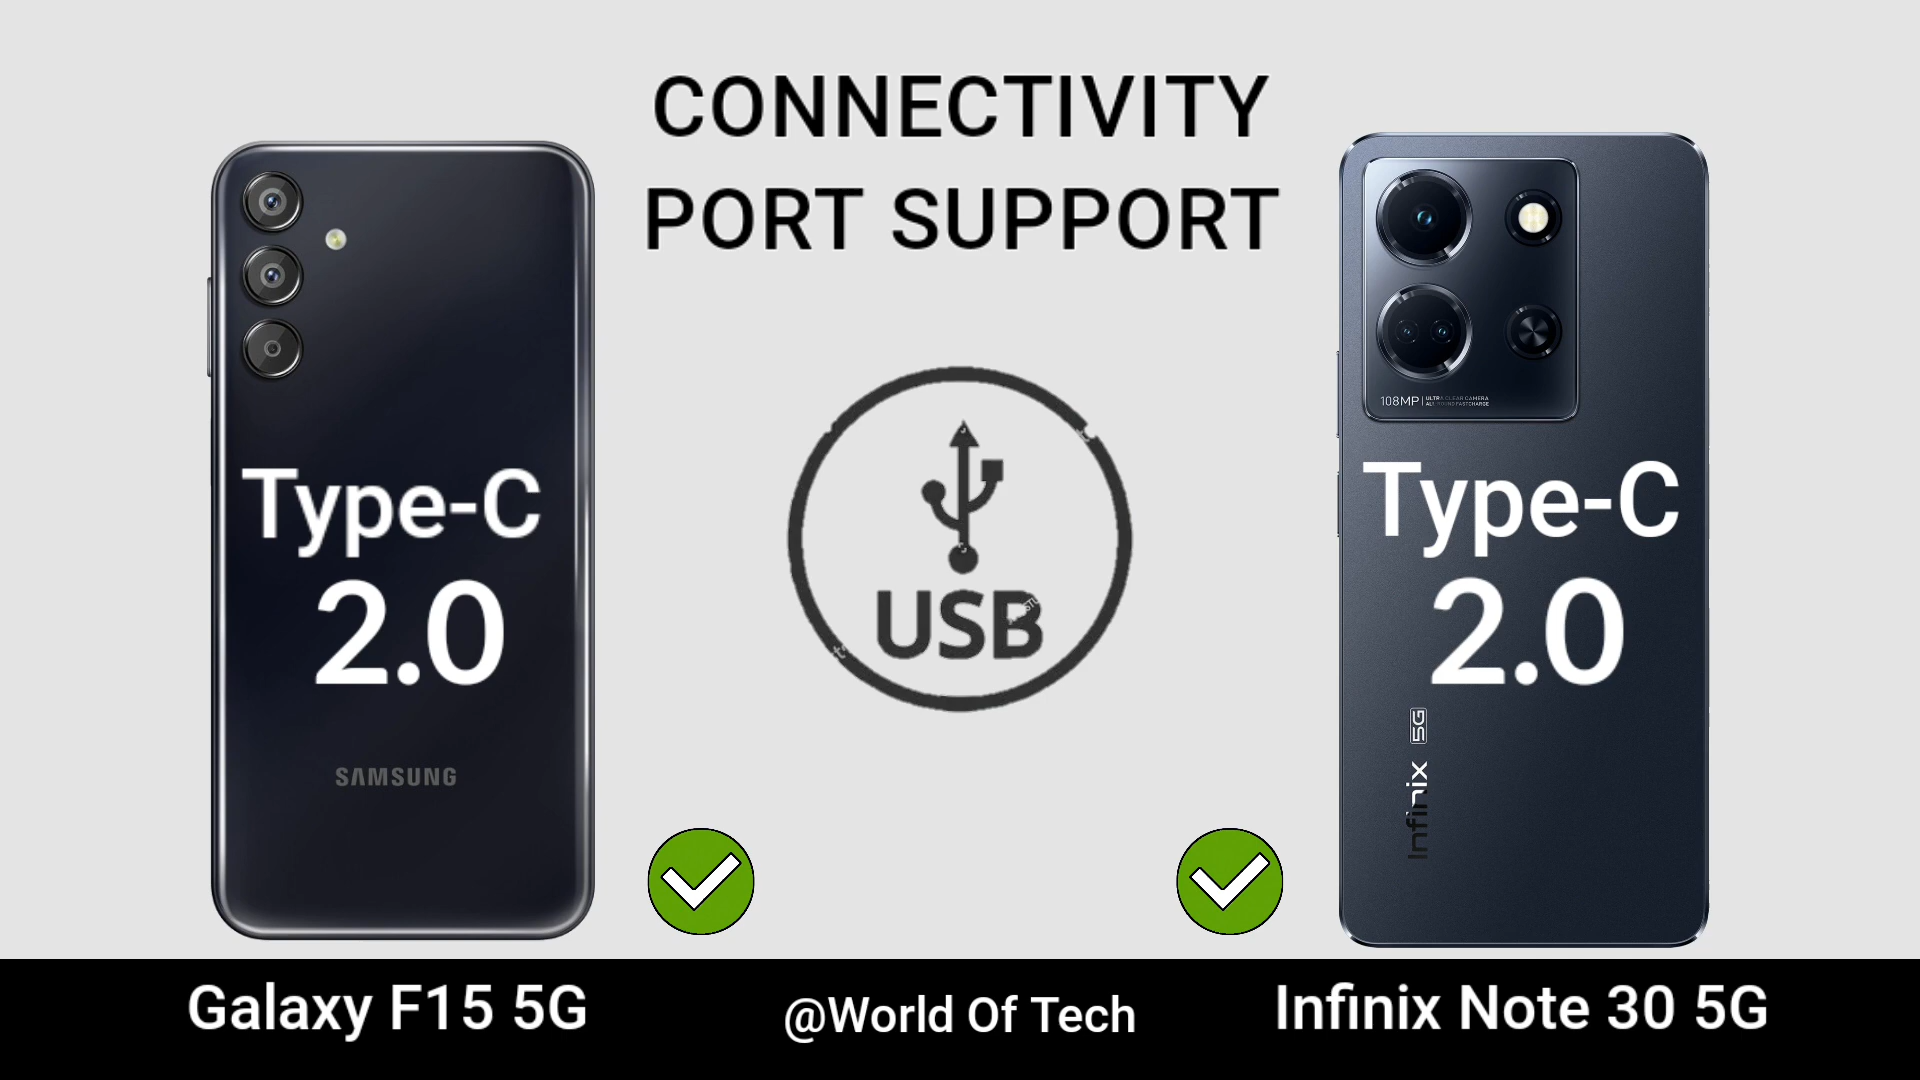 CONNECTIVITY
PORT SUPPORT
108MP
Type-C
2.0
SAMSUNG
USB
Type-C
2.0
Infinix 5G
Galaxy F15 5G
@World Of Tech
Infinix Note 30 5G